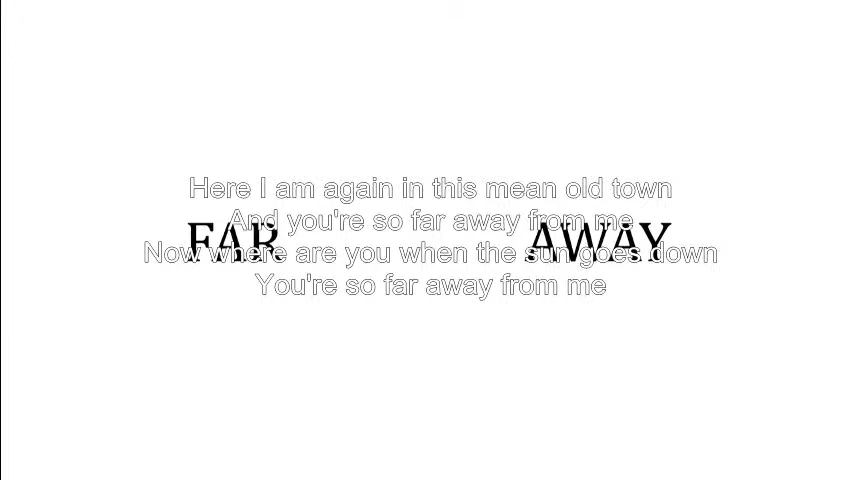 Here I am again in this mean old town
And you're so far away from me
FAR AWAY
Now where are you when the sun goes down
You're so far away from me